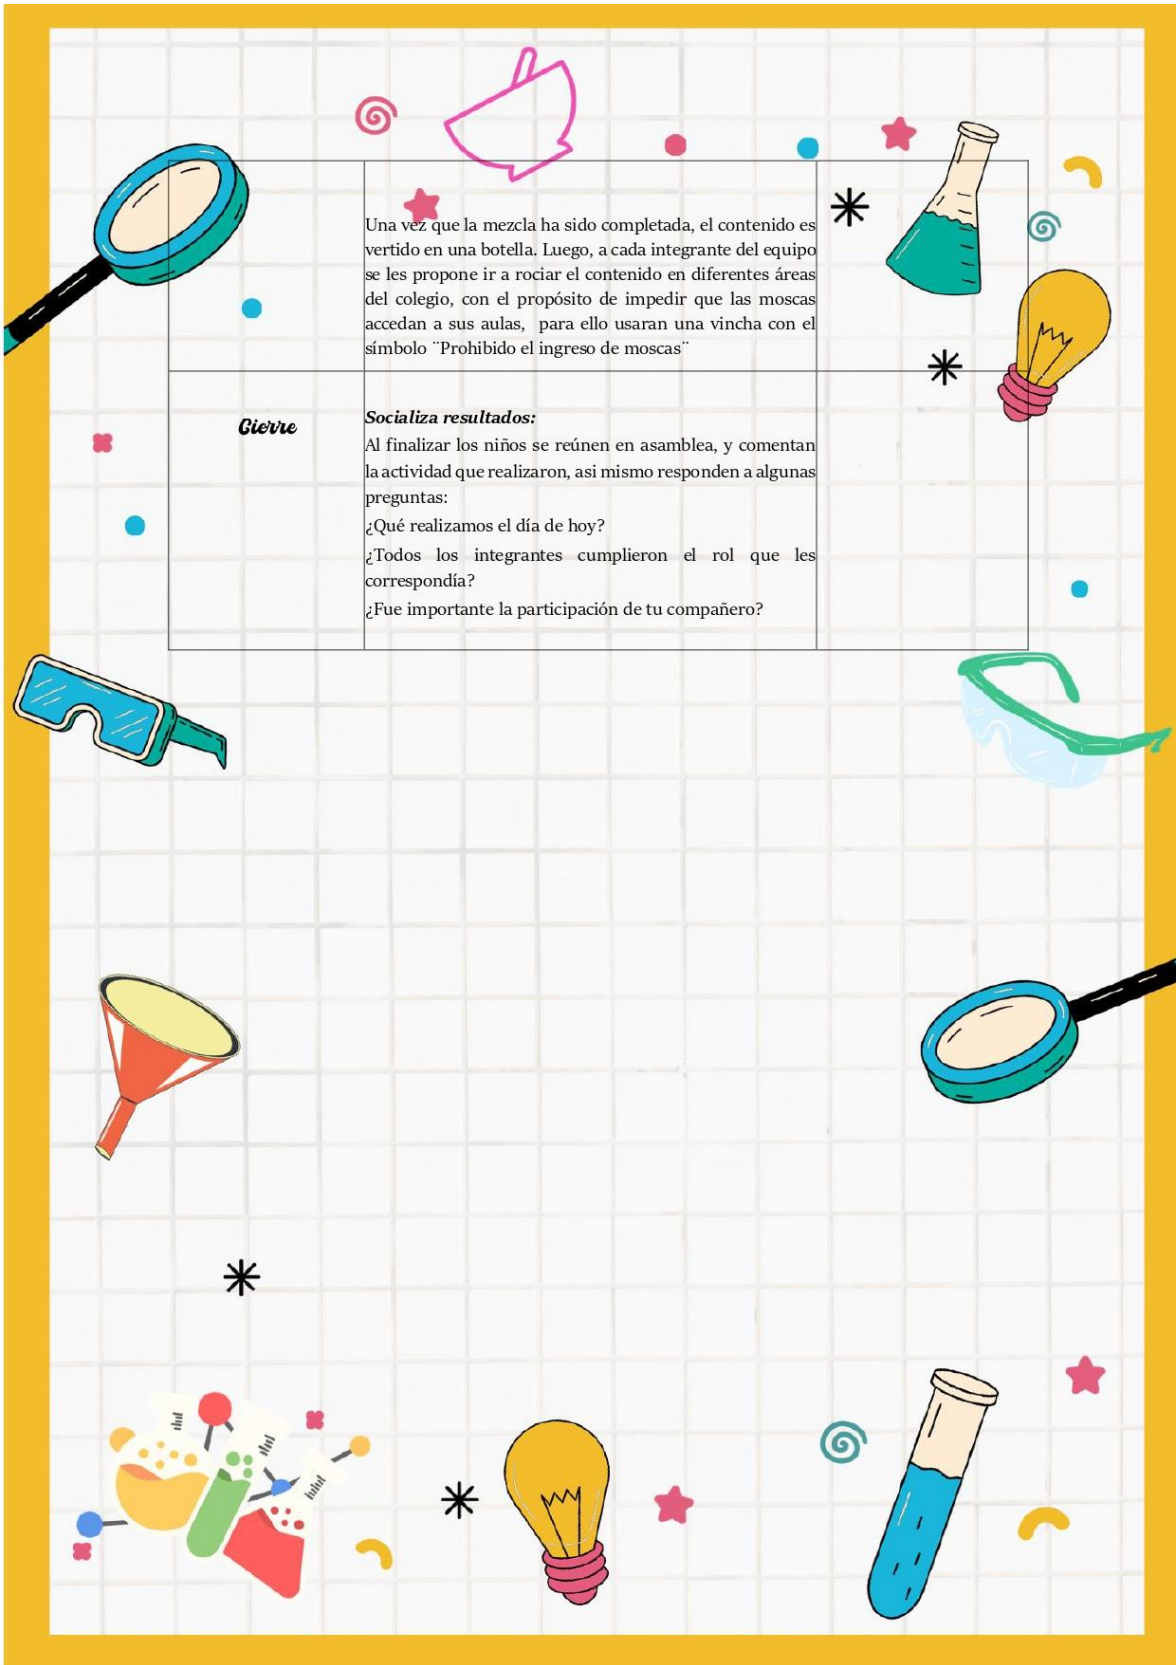 Una vez que la mezcla ha sido completada, el contenido es
vertido en una botella. Luego, a cada integrante del equipo
se les propone ir a rociar el contenido en diferentes áreas
del colegio, con el propósito de impedir que las moscas
accedan a sus aulas, para ello usaran una vincha con el
símbolo ¨Prohibido el ingreso de moscas¨
Cierre
Socializa resultados:
Al finalizar los niños se reúnen en asamblea, y comentan
la actividad que realizaron, asi mismo responden a algunas
preguntas:
¿Qué realizamos el día de hoy?
¿Todos los integrantes cumplieron el rol que les
correspondía?
¿Fue importante la participación de tu compañero?